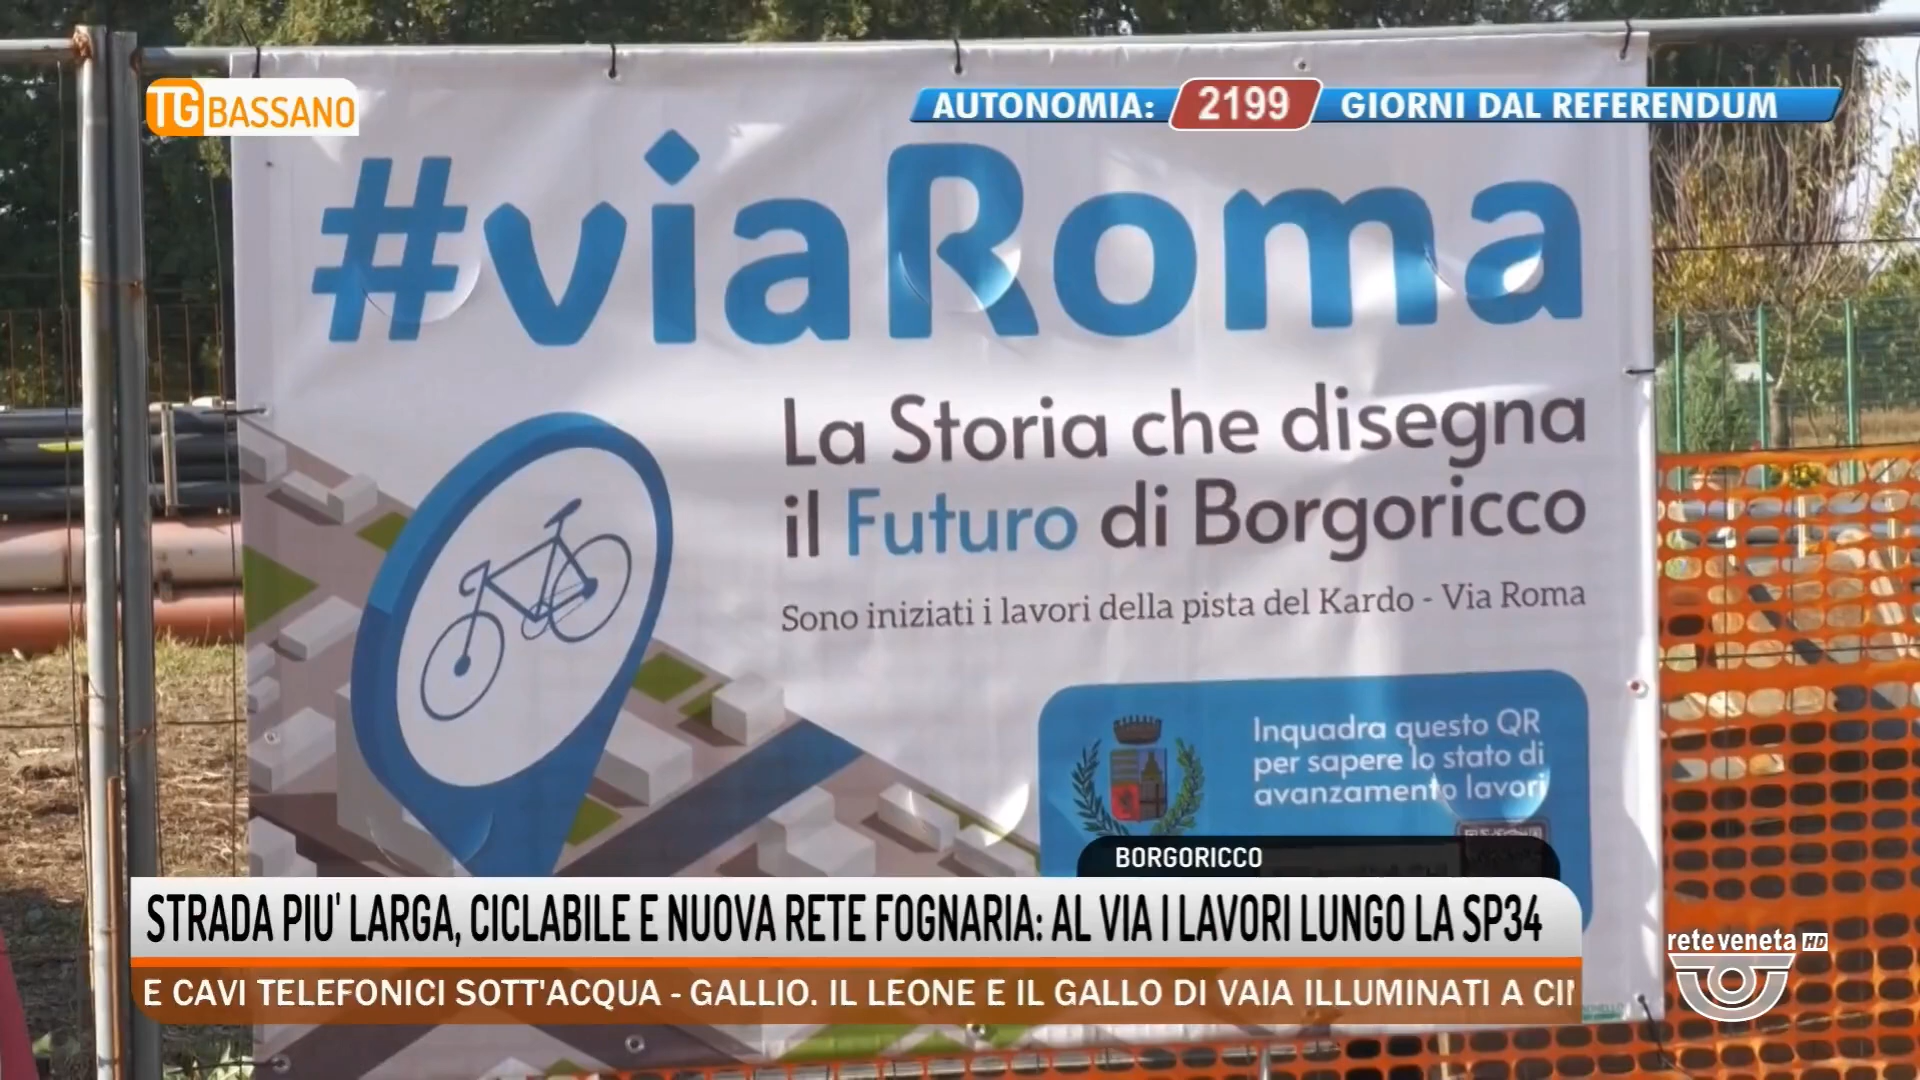 TG BASSANO
AUTONOMIA: 2199 GIORNI DAL REFERENDUM
#viaRoma
La Storia che disegna
il Futuro di Borgoricco
Sono iniziati i lavori della pista del Kardo - Via Roma
Inquadra questo QR
per sapere lo stato di
avanzamento lavori
BORGORICCO
STRADA PIU' LARGA, CICLABILE E NUOVA RETE FOGNARIA: AL VIA I LAVORI LUNGO LA SP34
E CAVI TELEFONICI SOTT'ACQUA - GALLIO. IL LEONE E IL GALLO DI VAIA ILLUMINATI A
reteveneta HD